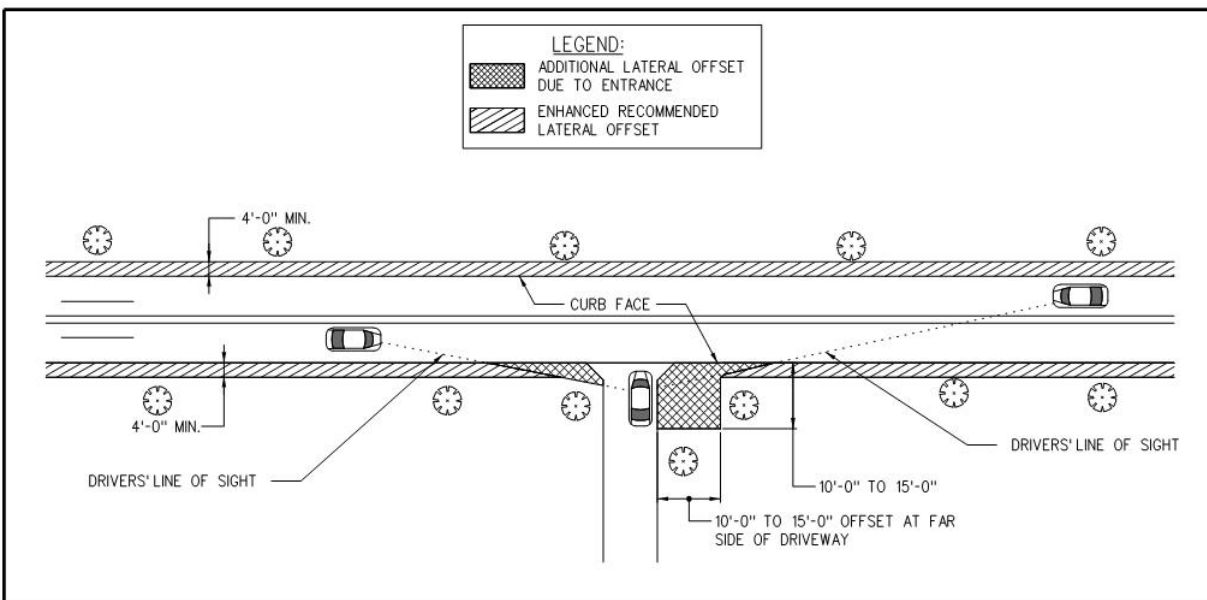 LEGEND:
ADDITIONAL LATERAL OFFSET
DUE TO ENTRANCE
ENHANCED RECOMMENDED
LATERAL OFFSET
4'-0" MIN.
CURB FACE
4'-0" MIN.
DRIVERS' LINE OF SIGHT
DRIVERS' LINE OF SIGHT
10'-0" TO 15'-0"
10'-0" TO 15'-0" OFFSET AT FAR
SIDE OF DRIVEWAY